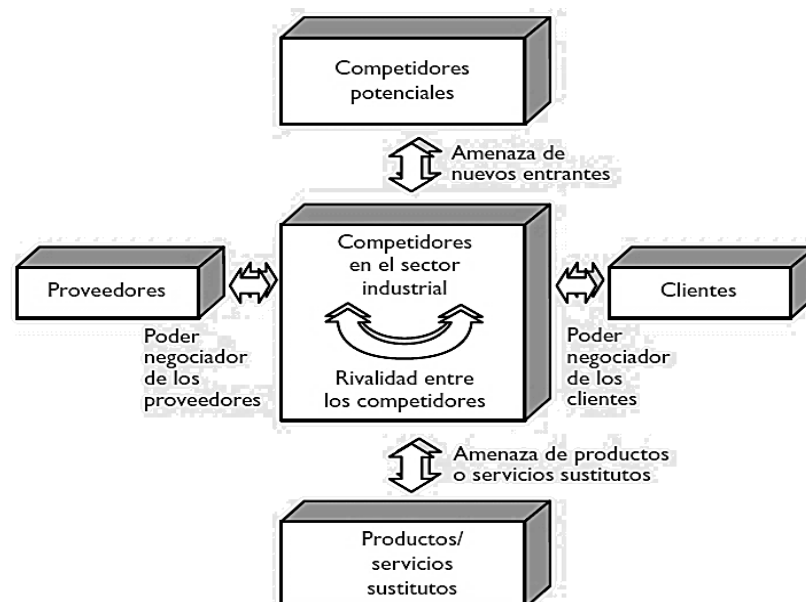 Competidores
potenciales
Amenaza de
nuevos entrantes
Competidores
en el sector
industrial
Rivalidad entre
los competidores
Proveedores
Poder
negociador
de los
proveedores
Clientes
Poder
negociador
de los
clientes
Amenaza de productos
o servicios sustitutos
Productos/
servicios
sustitutos